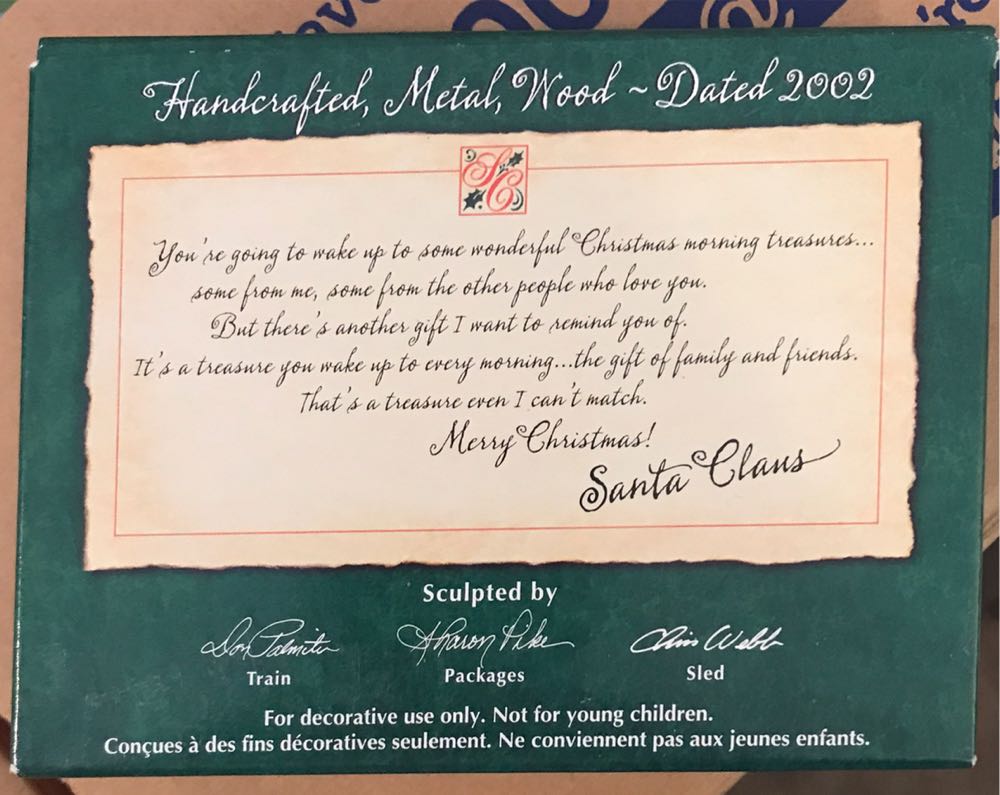 Handcrafted, Metal, Wood ~ Dated 2002
SC
You're going to wake up to some wonderful Christmas morning treasures...
some from me, some from the other people who love you.
But there's another gift I want to remind you of.
It's a treasure you wake up to every morning...the gift of family and friends.
That's a treasure even I can't match.
Merry Christmas!
Santa Claus
Sculpted by
Don Palmiter Sharon Pike Chris Webb
Train Packages Sled
For decorative use only. Not for young children.
Conçues à des fins décoratives seulement. Ne conviennent pas aux jeunes enfants.